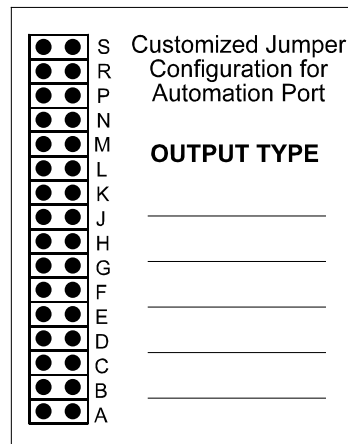 Customized Jumper
Configuration for
Automation Port
OUTPUT TYPE
S
R
P
N
M
L
K
J
H
G
F
E
D
C
B
A